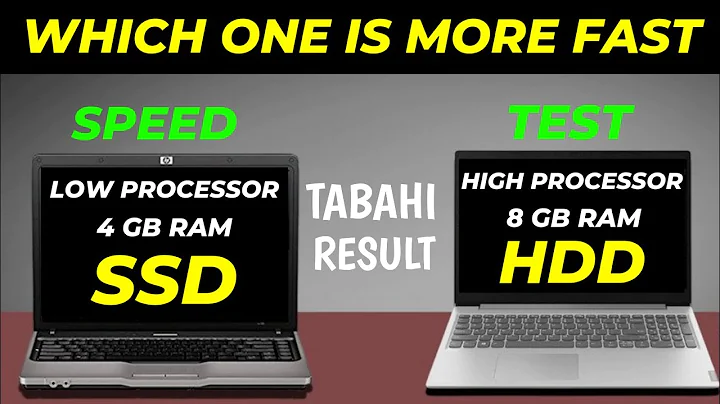 WHICH ONE IS MORE FAST
SPEED TEST
hp
LOW PROCESSOR
4 GB RAM
SSD
TABAHI
RESULT
HIGH PROCESSOR
8 GB RAM
HDD